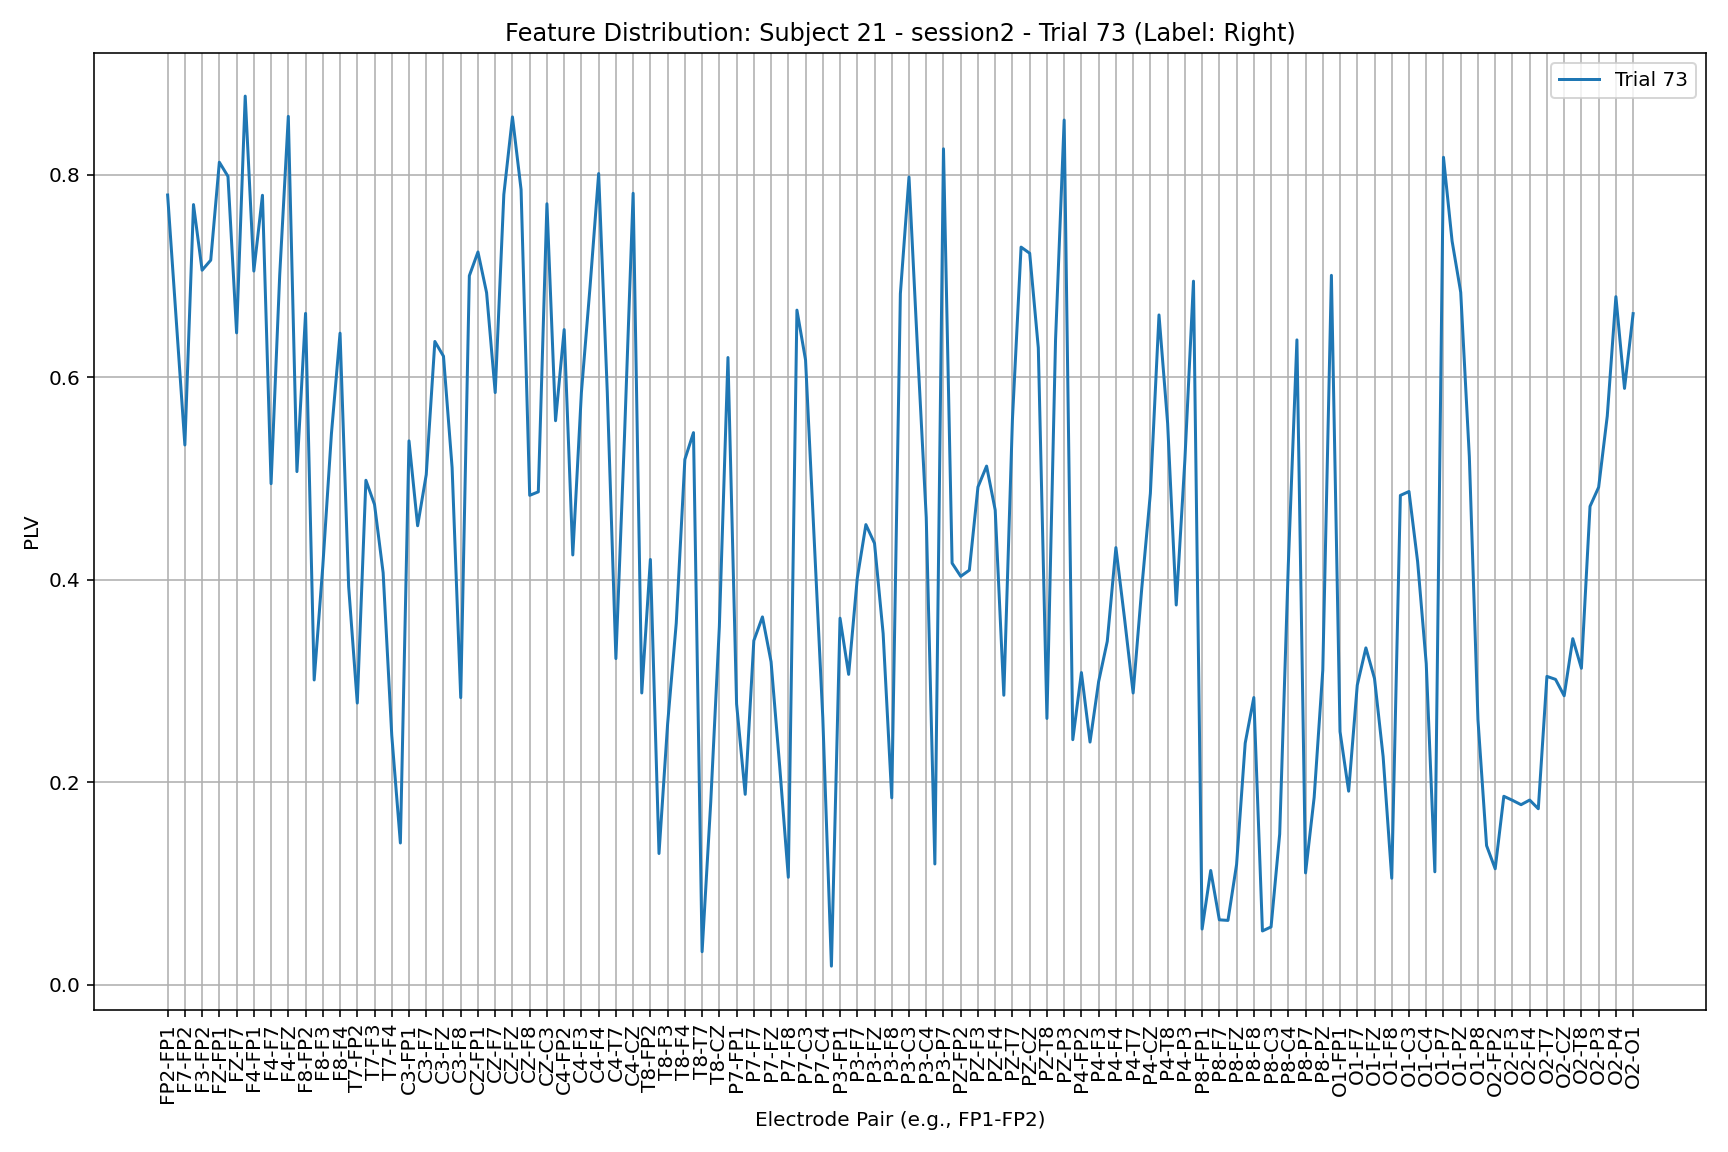 Feature Distribution: Subject 21 - session2 - Trial 73 (Label: Right)
Trial 73
PLV
0.8
0.6
0.4
0.2
0.0
FP2-FP1
F7-FP2
F3-FP2
FZ-FP1
FZ-F7
F4-FP1
F4-F7
F4-FZ
F8-FP2
F8-F3
F8-F4
T7-FP2
T7-F3
T7-F4
C3-FP1
C3-F7
C3-FZ
C3-F8
CZ-FP1
CZ-F7
CZ-FZ
CZ-F8
CZ-C3
C4-FP2
C4-F3
C4-F4
C4-T7
C4-CZ
T8-FP2
T8-F3
T8-F4
T8-T7
T8-CZ
P7-FP1
P7-F7
P7-FZ
P7-F8
P7-C3
P7-C4
P3-FP1
P3-F7
P3-FZ
P3-F8
P3-C3
P3-C4
P3-P7
PZ-FP2
PZ-F3
PZ-F4
PZ-T7
PZ-CZ
PZ-T8
PZ-P3
P4-FP2
P4-F3
P4-F4
P4-T7
P4-CZ
P4-T8
P4-P3
P8-FP1
P8-F7
P8-FZ
P8-F8
P8-C3
P8-C4
P8-P7
P8-PZ
O1-FP1
O1-F7
O1-FZ
O1-F8
O1-C3
O1-C4
O1-P7
O1-PZ
O1-P8
O2-FP2
O2-F3
O2-F4
O2-T7
O2-CZ
O2-T8
O2-P3
O2-P4
O2-O1
Electrode Pair (e.g., FP1-FP2)